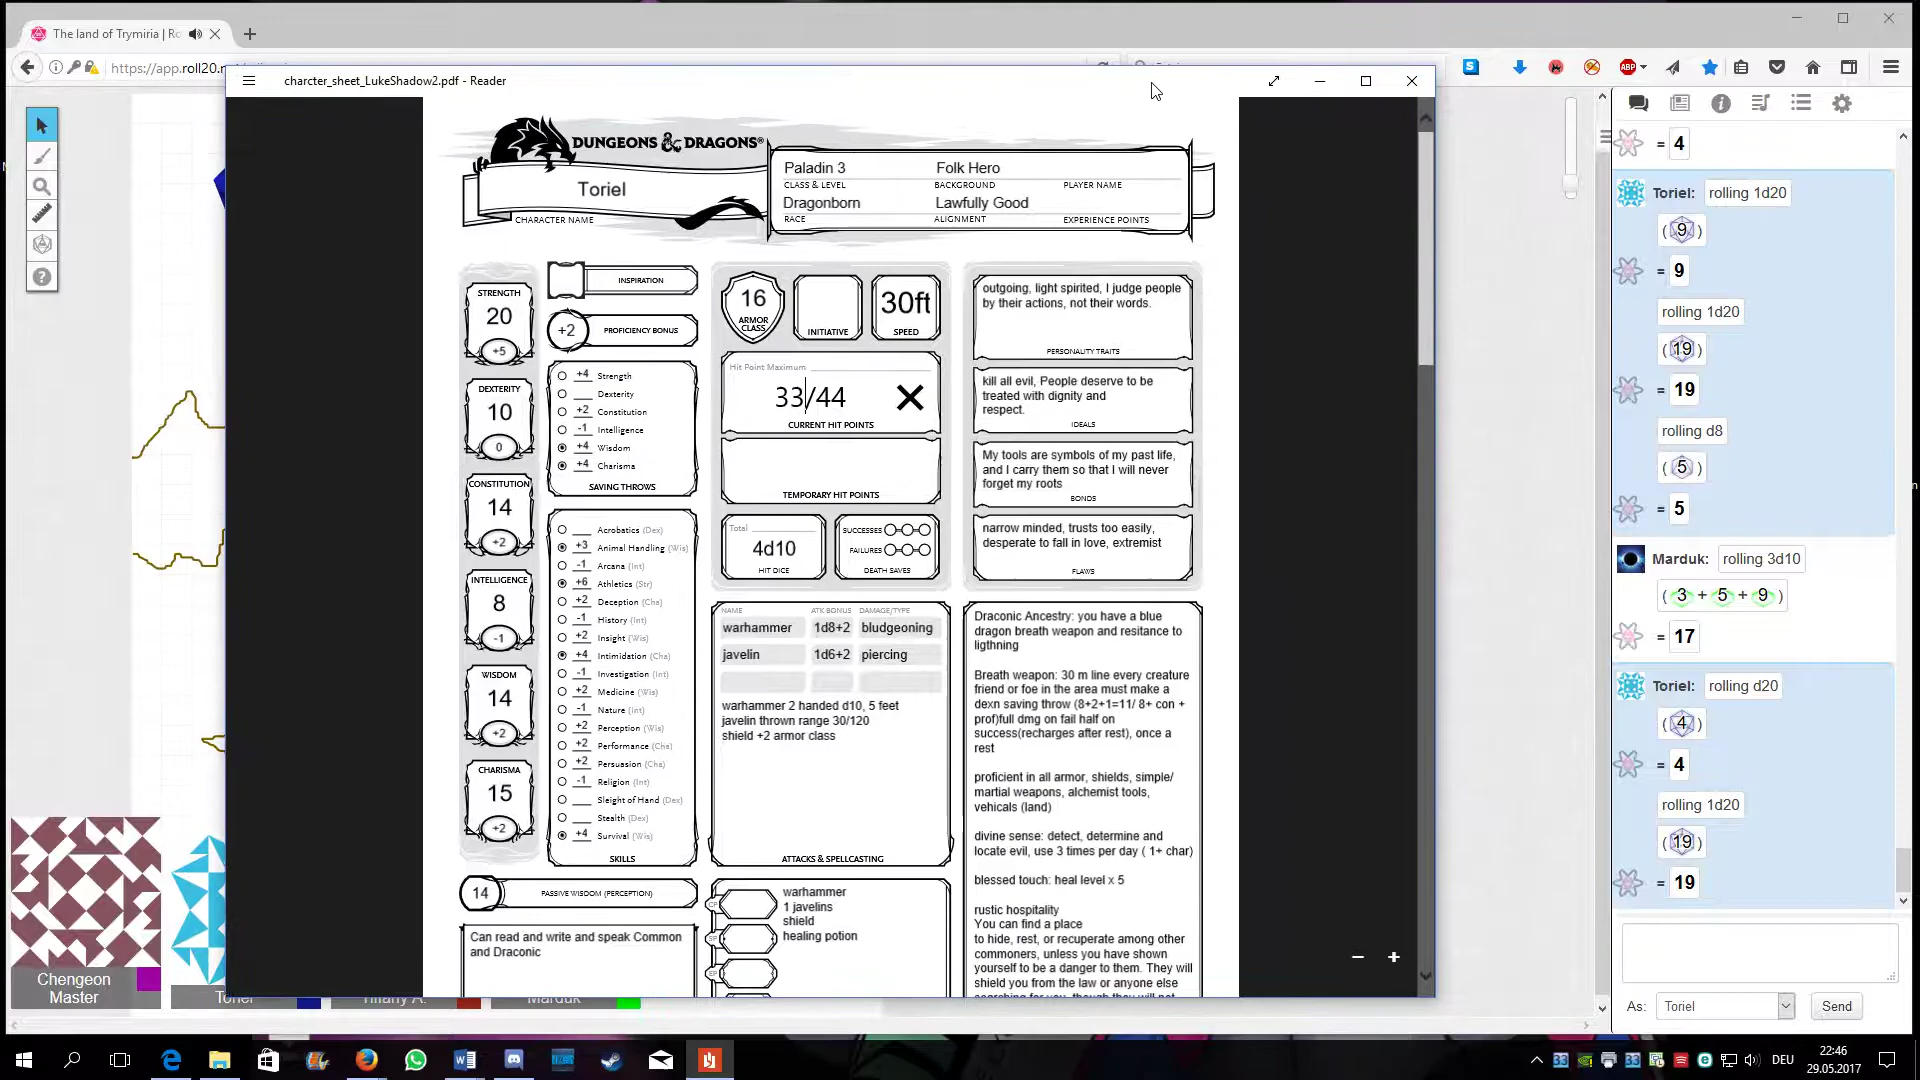 The land of Trymiria | Ro
https://app.roll20.n
charcter_sheet_LukeShadow2.pdf - Reader
ABP
DUNGEONS & DRAGONS®
Toriel
CHARACTER NAME
Paladin 3
Folk Hero
CLASS & LEVEL
BACKGROUND
PLAYER NAME
Dragonborn
Lawfully Good
RACE
ALIGNMENT
EXPERIENCE POINTS
STRENGTH
20
+5
DEXTERITY
10
0
CONSTITUTION
14
+2
INTELLIGENCE
8
-1
WISDOM
14
+2
CHARISMA
15
+2
INSPIRATION
+2
PROFICIENCY BONUS
+4 Strength
Dexterity
+2 Constitution
-1 Intelligence
+4 Wisdom
+4 Charisma
SAVING THROWS
Acrobatics (Dex)
+3 Animal Handling (Wis)
-1 Arcana (Int)
+6 Athletics (Str)
+2 Deception (Cha)
-1 History (Int)
+2 Insight (Wis)
+4 Intimidation (Cha)
-1 Investigation (Int)
+2 Medicine (Wis)
-1 Nature (Int)
+2 Perception (Wis)
+2 Performance (Cha)
+2 Persuasion (Cha)
-1 Religion (Int)
Sleight of Hand (Dex)
Stealth (Dex)
+4 Survival (Wis)
SKILLS
14
PASSIVE WISDOM (PERCEPTION)
Can read and write and speak Common
and Draconic
16
ARMOR
CLASS
INITIATIVE
30ft
SPEED
Hit Point Maximum
33/44
CURRENT HIT POINTS
TEMPORARY HIT POINTS
Total
4d10
HIT DICE
SUCCESSES
FAILURES
DEATH SAVES
NAME
ATK BONUS
DAMAGE/TYPE
warhammer
1d8+2
bludgeoning
javelin
1d6+2
piercing
warhammer 2 handed d10, 5 feet
javelin thrown range 30/120
shield +2 armor class
ATTACKS & SPELLCASTING
CP
SP
EP
warhammer
1 javelins
shield
healing potion
outgoing, light spirited, I judge people
by their actions, not their words.
PERSONALITY TRAITS
kill all evil, People deserve to be
treated with dignity and
respect.
IDEALS
My tools are symbols of my past life,
and I carry them so that I will never
forget my roots
BONDS
narrow minded, trusts too easily,
desperate to fall in love, extremist
FLAWS
Draconic Ancestry: you have a blue
dragon breath weapon and resitance to
ligthning
Breath weapon: 30 m line every creature
friend or foe in the area must make a
dexn saving throw (8+2+1=11/ 8+ con +
prof)full dmg on fail half on
success(recharges after rest), once a
rest
proficient in all armor, shields, simple/
martial weapons, alchemist tools,
vehicals (land)
divine sense: detect, determine and
locate evil, use 3 times per day ( 1+ char)
blessed touch: heal level x 5
rustic hospitality
You can find a place
to hide, rest, or recuperate among other
commoners, unless you have shown
yourself to be a danger to them. They will
shield you from the law or anyone else
= 4
Toriel: rolling 1d20
(9)
= 9
rolling 1d20
(19)
= 19
rolling d8
(5)
= 5
Marduk: rolling 3d10
(3 + 5 + 9)
= 17
Toriel: rolling d20
(4)
= 4
rolling 1d20
(19)
= 19
As: Toriel
Send
Chengeon
Master
Toriel
Tiffany A.
Marduk
33
33
DEU
22:46
29.05.2017